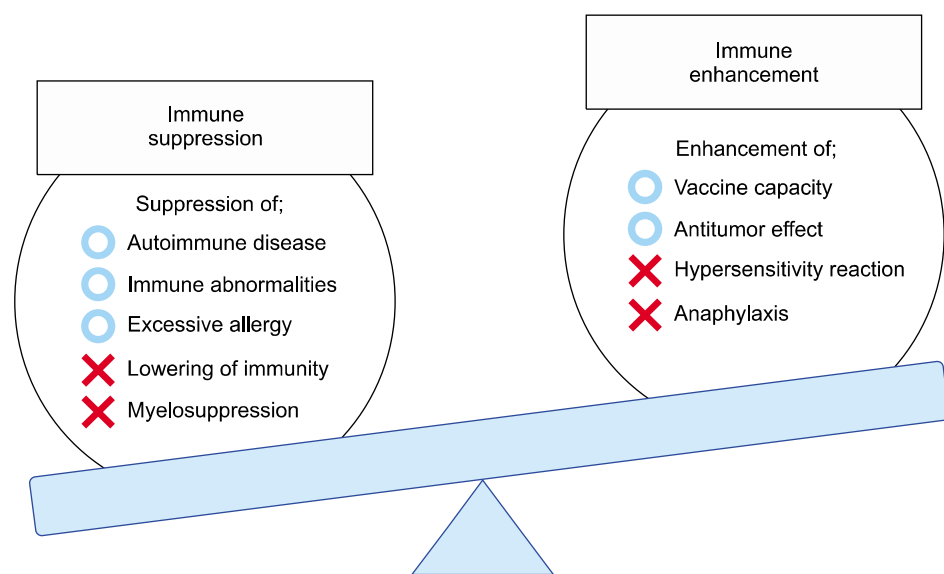 Immune
suppression
Suppression of;
Autoimmune disease
Immune abnormalities
Excessive allergy
Lowering of immunity
Myelosuppression
Immune
enhancement
Enhancement of;
Vaccine capacity
Antitumor effect
Hypersensitivity reaction
Anaphylaxis